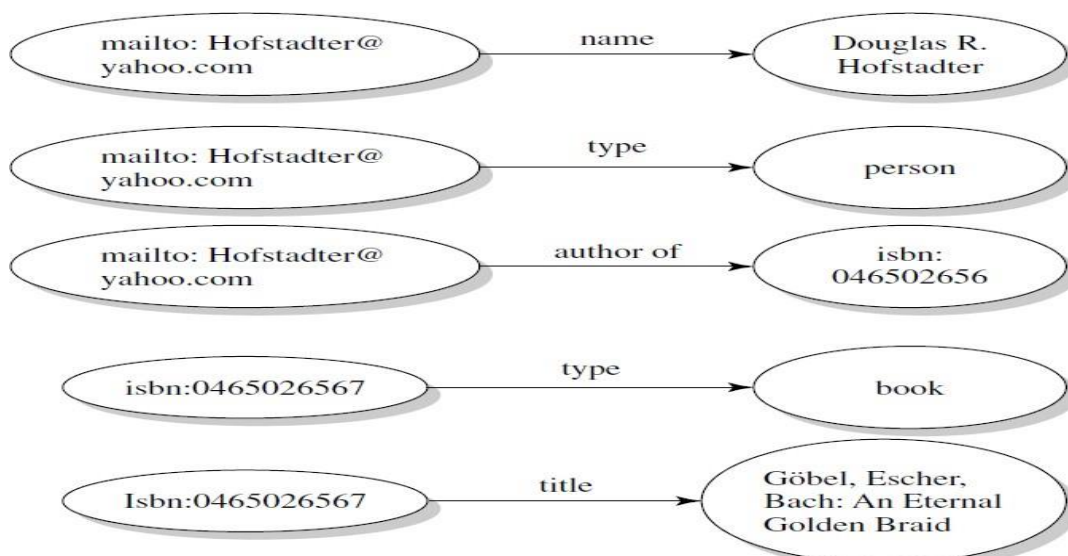 mailto: Hofstadter@
yahoo.com
name
Douglas R.
Hofstadter
mailto: Hofstadter@
yahoo.com
type
person
mailto: Hofstadter@
yahoo.com
author of
isbn:
046502656
isbn:0465026567
type
book
Isbn:0465026567
title
Göbel, Escher,
Bach: An Eternal
Golden Braid